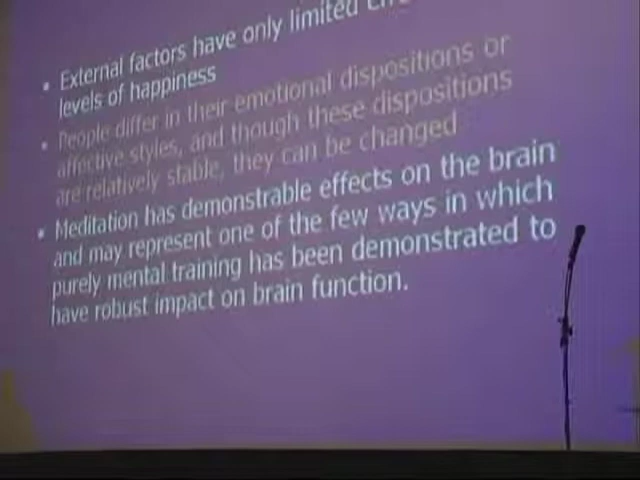 • External factors have only limited
levels of happiness
• People differ in their emotional dispositions or
affective styles, and though these dispositions
are relatively stable, they can be changed
• Meditation has demonstrable effects on the brain
and may represent one of the few ways in which
purely mental training has been demonstrated to
have robust impact on brain function.